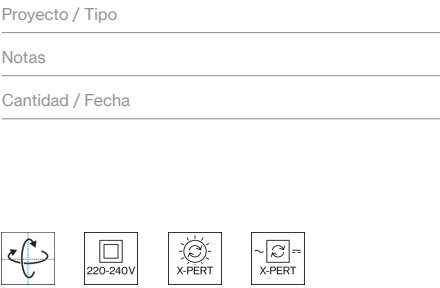 Proyecto / Tipo
Notas
Cantidad / Fecha
220-240V
X-PERT
X-PERT